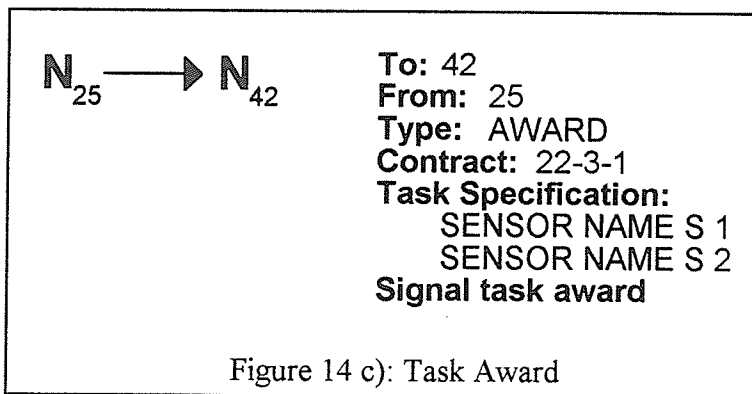 N25 N42
To: 42
From: 25
Type: AWARD
Contract: 22-3-1
Task Specification:
SENSOR NAME S 1
SENSOR NAME S 2
Signal task award
Figure 14 c): Task Award